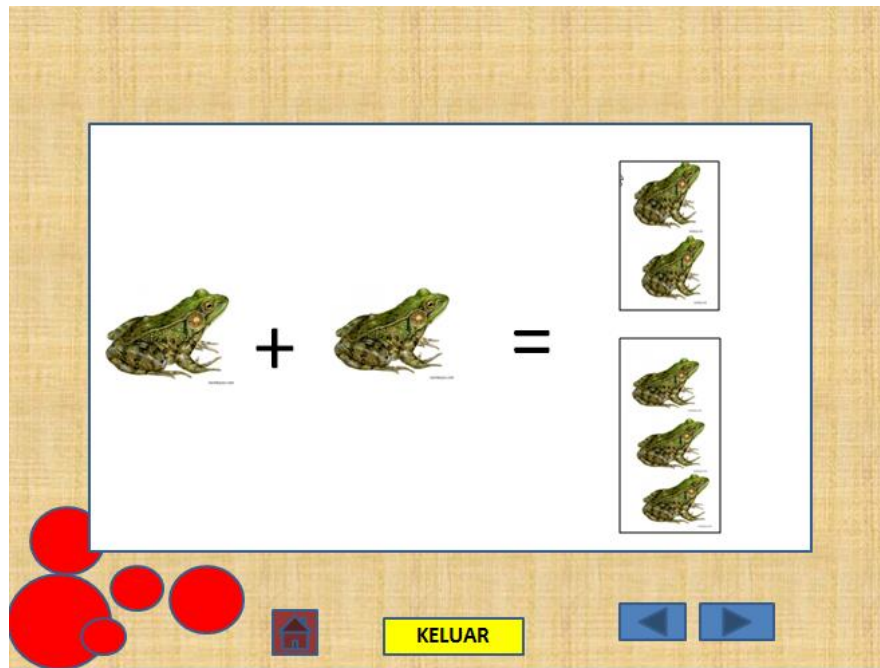 + =
KELUAR